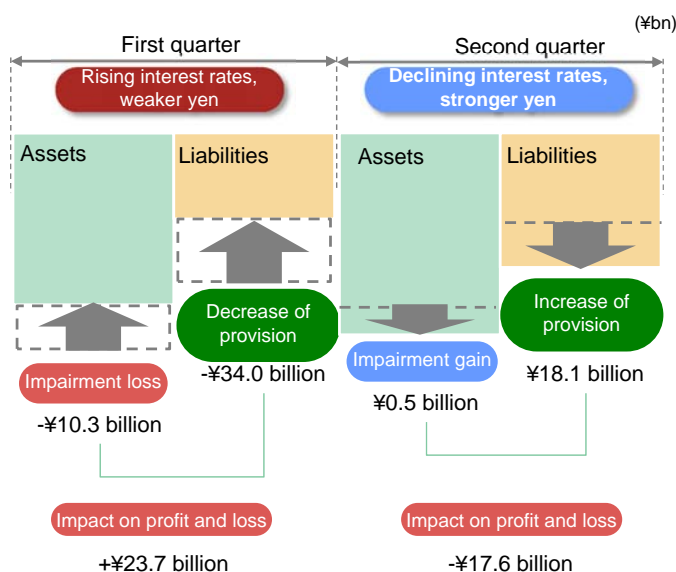 (¥bn)
First quarter
Second quarter
Rising interest rates,
weaker yen
Declining interest rates,
stronger yen
Assets
Liabilities
Assets
Liabilities
Decrease of
provision
Increase of
provision
Impairment loss
-¥34.0 billion
Impairment gain
¥18.1 billion
-¥10.3 billion
¥0.5 billion
Impact on profit and loss
Impact on profit and loss
+¥23.7 billion
-¥17.6 billion